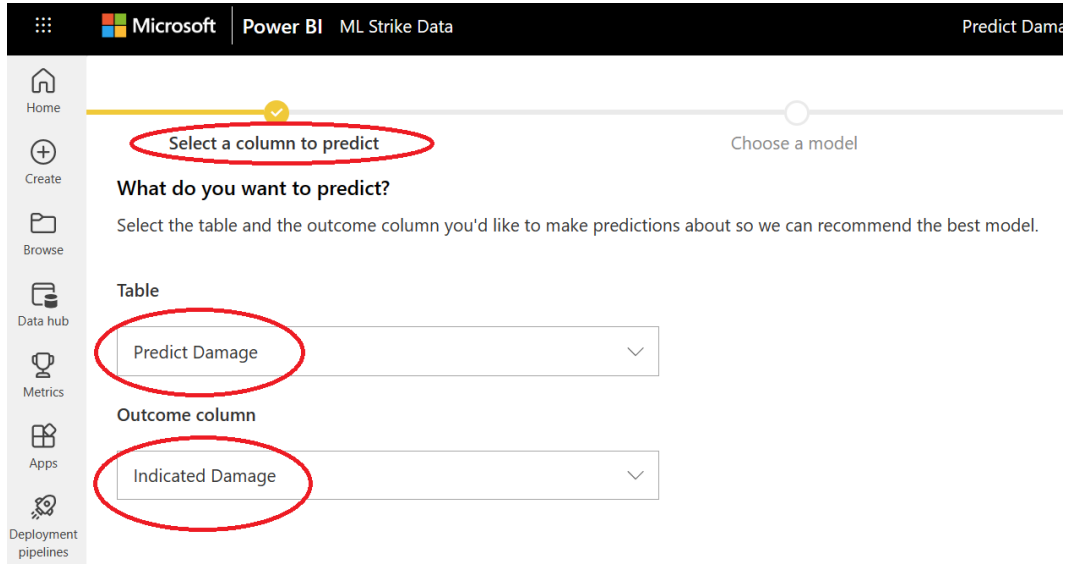 Microsoft Power BI ML Strike Data Predict Dama
Home
Create
Browse
Data hub
Metrics
Apps
Deployment
pipelines
Select a column to predict
Choose a model
What do you want to predict?
Select the table and the outcome column you'd like to make predictions about so we can recommend the best model.
Table
Predict Damage
Outcome column
Indicated Damage